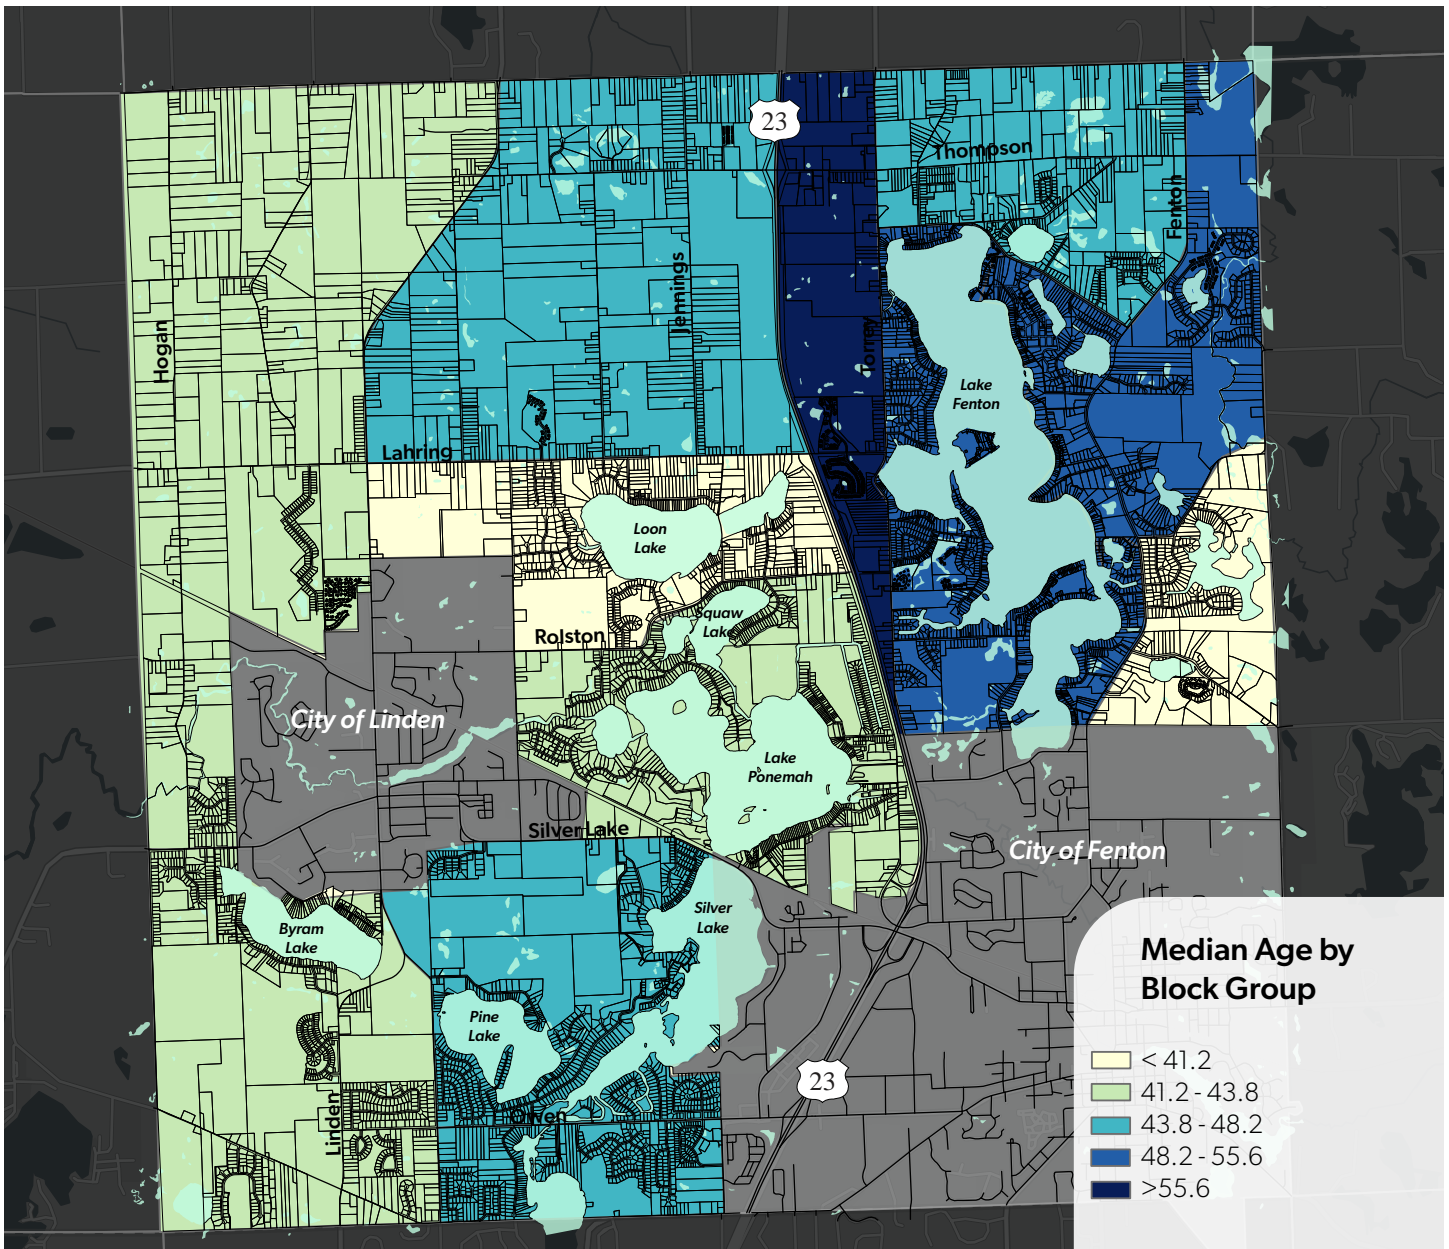 23
Thompson
Fenton
Jennings
Hogan
Torrey
Lake
Fenton
Lahring
Loon
Lake
Squaw
Lake
Rolston
City of Linden
Lake
Ponemah
Silver Lake
City of Fenton
Silver
Lake
Byram
Lake
Pine
Lake
23
Linden
Owen
Median Age by
Block Group
< 41.2
41.2 - 43.8
43.8 - 48.2
48.2 - 55.6
>55.6